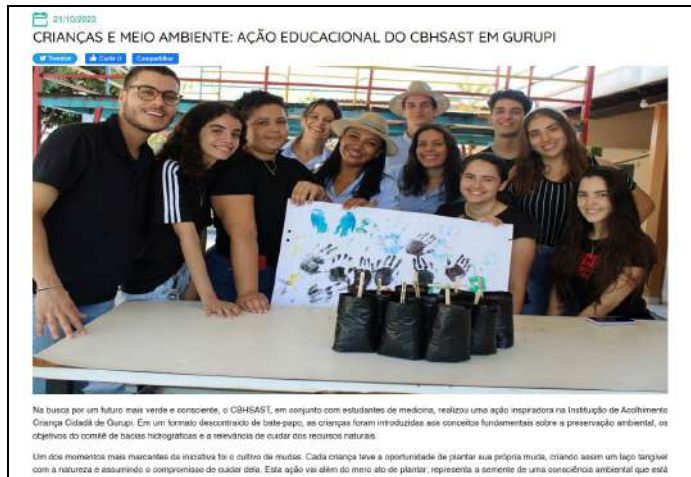 21/10/2023
CRIANÇAS E MEIO AMBIENTE: AÇÃO EDUCACIONAL DO CBHSAST EM GURUPI
Tweetar Curtir 0 Compartilhar
Na busca por um futuro mais verde e consciente, o CBHSAST, em conjunto com estudantes de medicina, realizou uma ação inspiradora na Instituição de Acolhimento
Criança Cidadã de Gurupi. Em um formato descontraído de bate-papo, as crianças foram introduzidas aos conceitos fundamentais sobre a preservação ambiental, os
objetivos do comitê de bacias hidrográficas e a relevância de cuidar dos recursos naturais.
Um dos momentos mais marcantes da iniciativa foi o cultivo de mudas. Cada criança teve a oportunidade de plantar sua própria muda, criando assim um laço tangível
com a natureza e assumindo o compromisso de cuidar dela. Esta ação vai além do mero ato de plantar; representa a semente de uma consciência ambiental que está